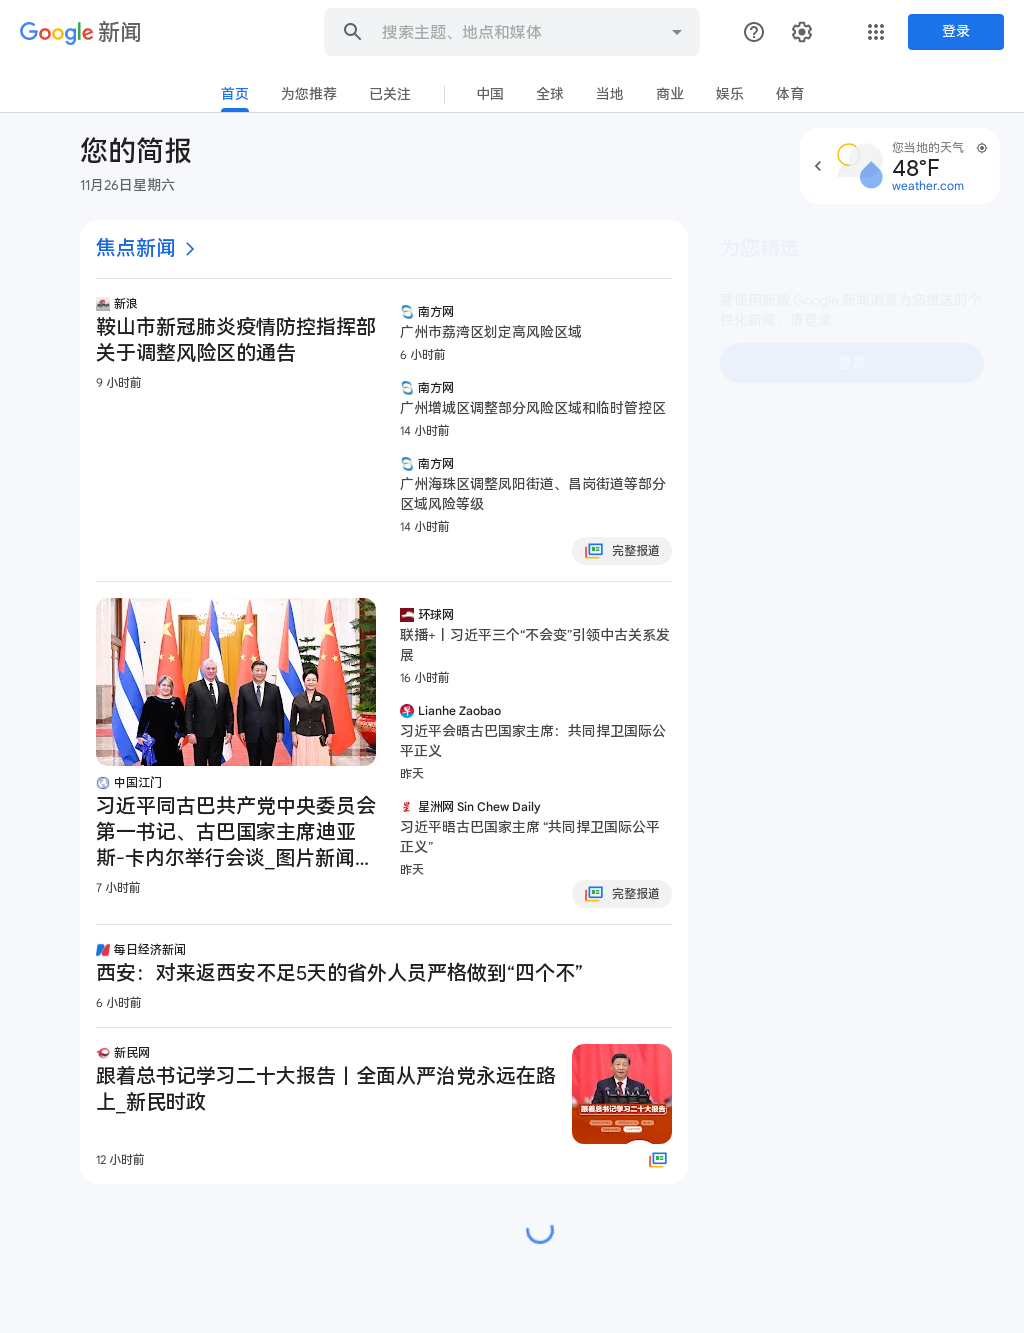 Google 新闻
搜索主题、地点和媒体
登录
首页
为您推荐
已关注
中国
全球
当地
商业
娱乐
体育
您的简报
11月26日星期六
您当地的天气
48°F
weather.com
焦点新闻
新浪
鞍山市新冠肺炎疫情防控指挥部
关于调整风险区的通告
9 小时前
南方网
广州市荔湾区划定高风险区域
6 小时前
南方网
广州增城区调整部分风险区域和临时管控区
14 小时前
南方网
广州海珠区调整凤阳街道、昌岗街道等部分
区域风险等级
14 小时前
完整报道
中国江门
习近平同古巴共产党中央委员会
第一书记、古巴国家主席迪亚
斯-卡内尔举行会谈_图片新闻...
7 小时前
环球网
联播+丨习近平三个“不会变”引领中古关系发
展
16 小时前
Lianhe Zaobao
习近平会晤古巴国家主席：共同捍卫国际公
平正义
昨天
星洲网 Sin Chew Daily
习近平晤古巴国家主席 “共同捍卫国际公平
正义”
昨天
完整报道
每日经济新闻
西安：对来返西安不足5天的省外人员严格做到“四个不”
6 小时前
新民网
跟着总书记学习二十大报告丨全面从严治党永远在路
上_新民时政
12 小时前
跟着总书记学习二十大报告
为您精选
要使用新版 Google 新闻浏览为您推送的个
性化新闻，请登录
登录